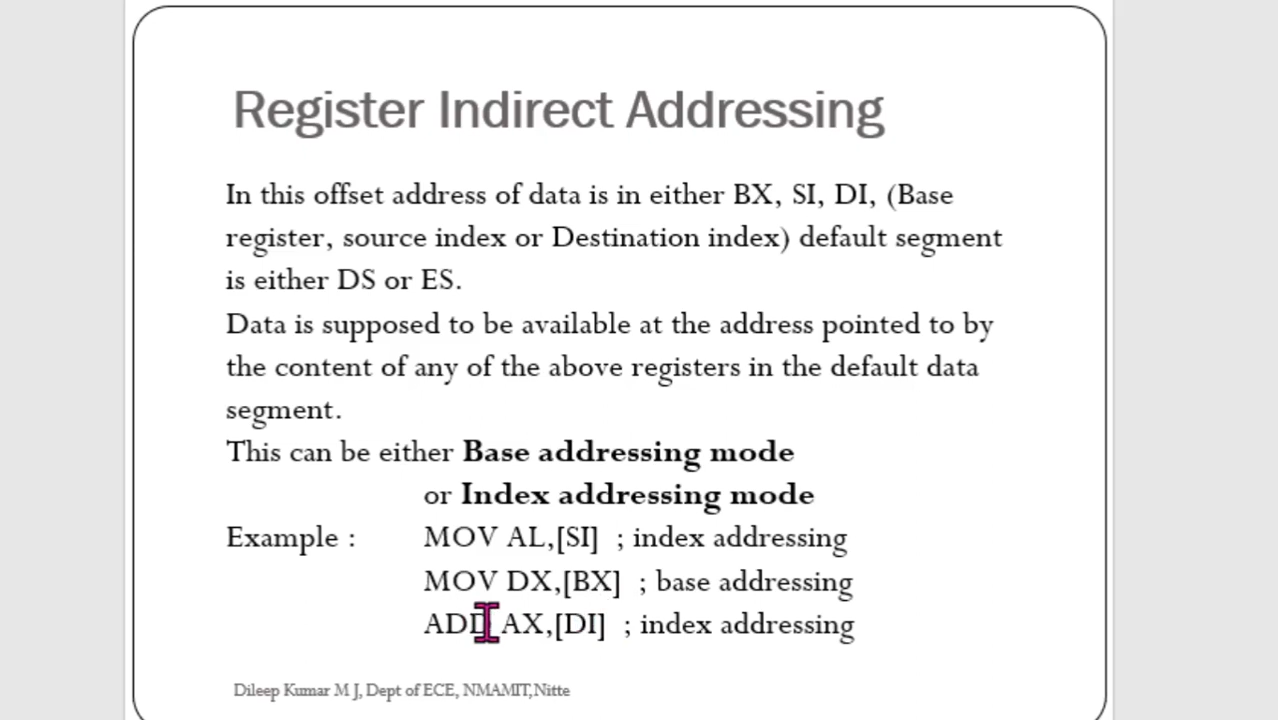 Register Indirect Addressing
In this offset address of data is in either BX, SI, DI, (Base
register, source index or Destination index) default segment
is either DS or ES.
Data is supposed to be available at the address pointed to by
the content of any of the above registers in the default data
segment.
This can be either Base addressing mode
or Index addressing mode
Example : MOV AL,[SI] ; index addressing
MOV DX,[BX] ; base addressing
ADD AX,[DI] ; index addressing
Dileep Kumar M J, Dept of ECE, NMAMIT,Nitte